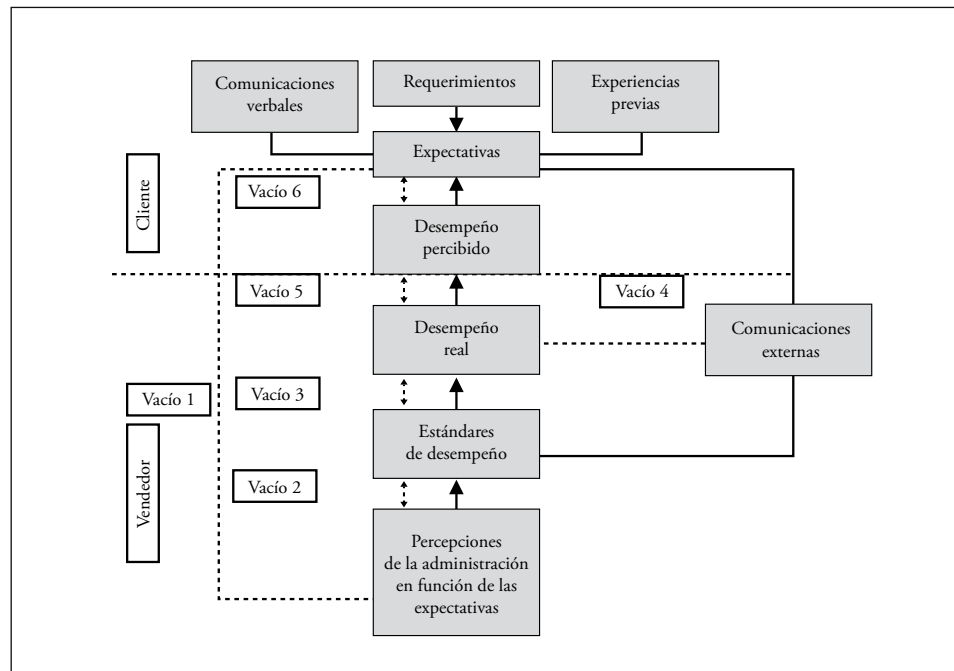 Comunicaciones
verbales
Requerimientos
Experiencias
previas
Expectativas
Cliente
Vacío 6
Desempeño
percibido
Vacío 5
Vacío 4
Desempeño
real
Comunicaciones
externas
Vacío 1
Vacío 3
Estándares
de desempeño
Vendedor
Vacío 2
Percepciones
de la administración
en función de las
expectativas